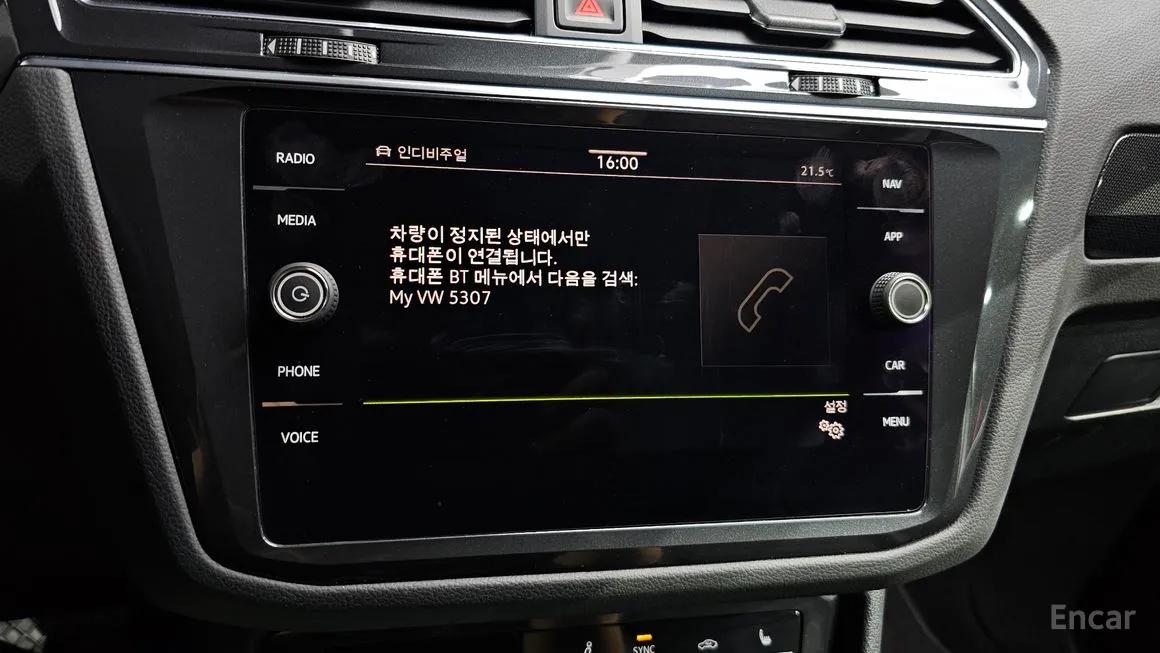 RADIO
인디비주얼
16:00
21.5℃
NAV
MEDIA
APP
차량이 정지된 상태에서만
휴대폰이 연결됩니다.
휴대폰 BT 메뉴에서 다음을 검색:
My VW 5307
PHONE
CAR
설정
VOICE
MENU
SYNC
Encar